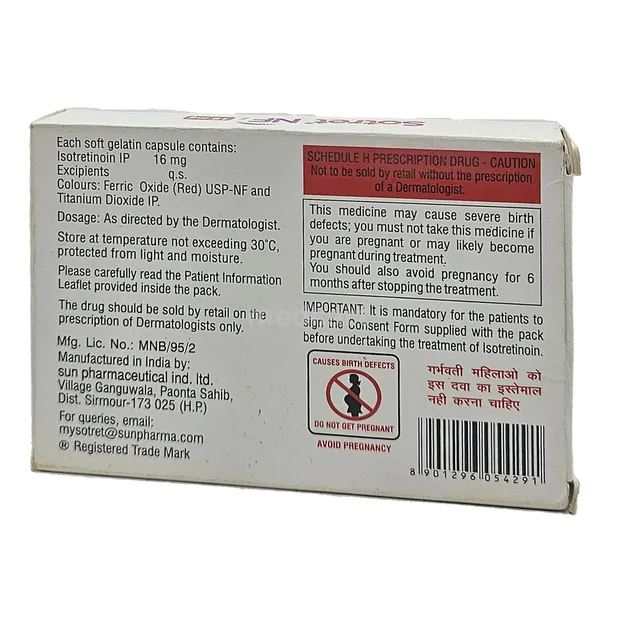 Sotret NF
Each soft gelatin capsule contains:
Isotretinoin IP 16 mg
Excipients q.s.
Colours: Ferric Oxide (Red) USP-NF and
Titanium Dioxide IP.
Dosage: As directed by the Dermatologist.
Store at temperature not exceeding 30°C,
protected from light and moisture.
Please carefully read the Patient Information
Leaflet provided inside the pack.
The drug should be sold by retail on the
prescription of Dermatologists only.
Mfg. Lic. No.: MNB/95/2
Manufactured in India by:
sun pharmaceutical ind. ltd.
Village Ganguwala, Paonta Sahib,
Dist. Sirmour-173 025 (H.P.)
For queries, email:
mysotret@sunpharma.com
® Registered Trade Mark
SCHEDULE H PRESCRIPTION DRUG - CAUTION
Not to be sold by retail without the prescription
of a Dermatologist.
This medicine may cause severe birth
defects; you must not take this medicine if
you are pregnant or may likely become
pregnant during treatment.
You should also avoid pregnancy for 6
months after stopping the treatment.
IMPORTANT: It is mandatory for the patients to
sign the Consent Form supplied with the pack
before undertaking the treatment of Isotretinoin.
CAUSES BIRTH DEFECTS
DO NOT GET PREGNANT
AVOID PREGNANCY
गर्भवती महिलाओ को
इस दवा का इस्तेमाल
नही करना चाहिए
8 901296 054291